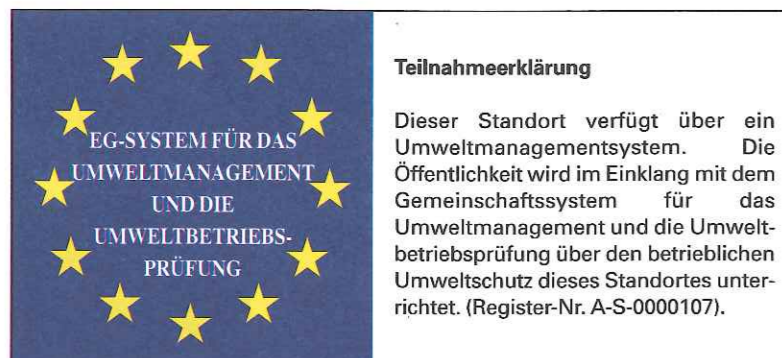 EG-SYSTEM FÜR DAS
UMWELTMANAGEMENT
UND DIE
UMWELTBETRIEBS-
PRÜFUNG
Teilnahmeerklärung
Dieser Standort verfügt über ein
Umweltmanagementsystem. Die
Öffentlichkeit wird im Einklang mit dem
Gemeinschaftssystem für das
Umweltmanagement und die Umwelt-
betriebsprüfung über den betrieblichen
Umweltschutz dieses Standortes unter-
richtet. (Register-Nr. A-S-0000107).